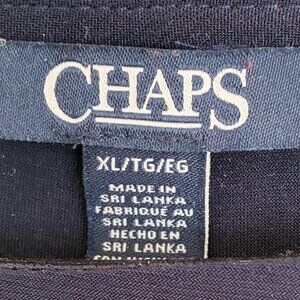 CHAPS
XL/TG/EG
MADE IN
SRI LANKA
FABRIQUÉ AU
SRI LANKA
HECHO EN
SRI LANKA